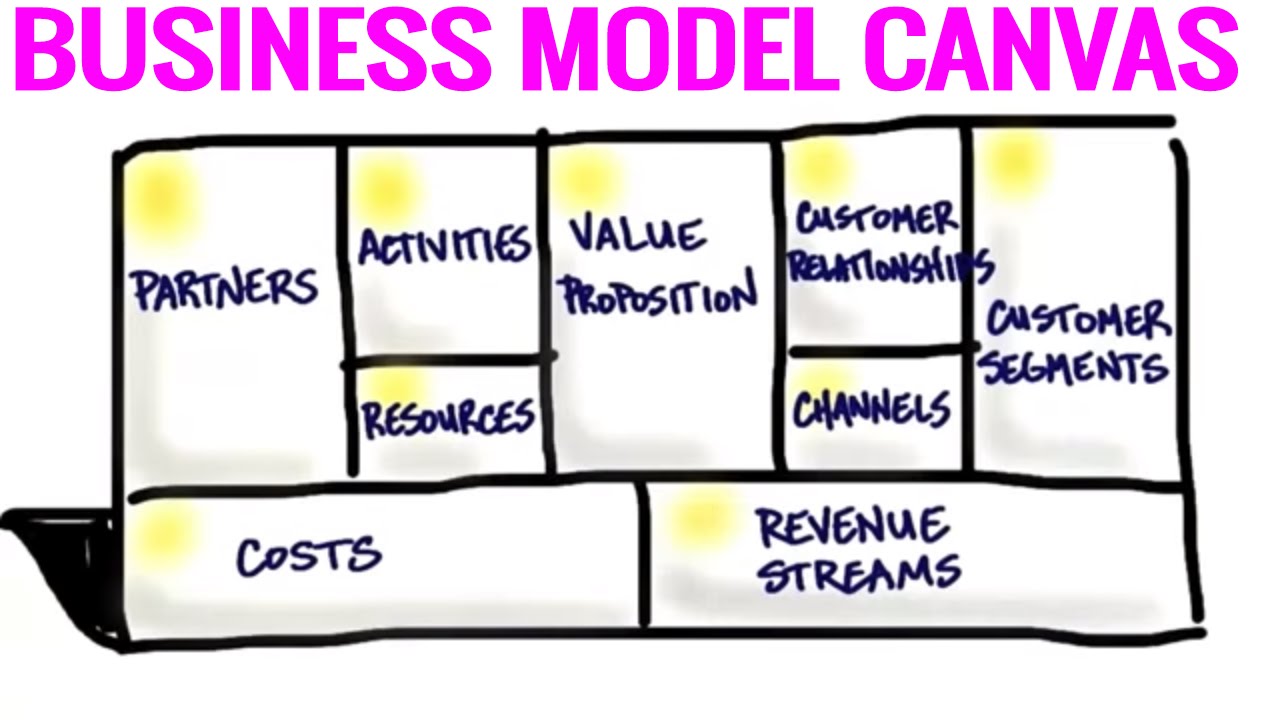 BUSINESS MODEL CANVAS
PARTNERS
ACTIVITIES
RESOURCES
VALUE
PROPOSITION
CUSTOMER
RELATIONSHIPS
CHANNELS
CUSTOMER
SEGMENTS
COSTS
REVENUE
STREAMS